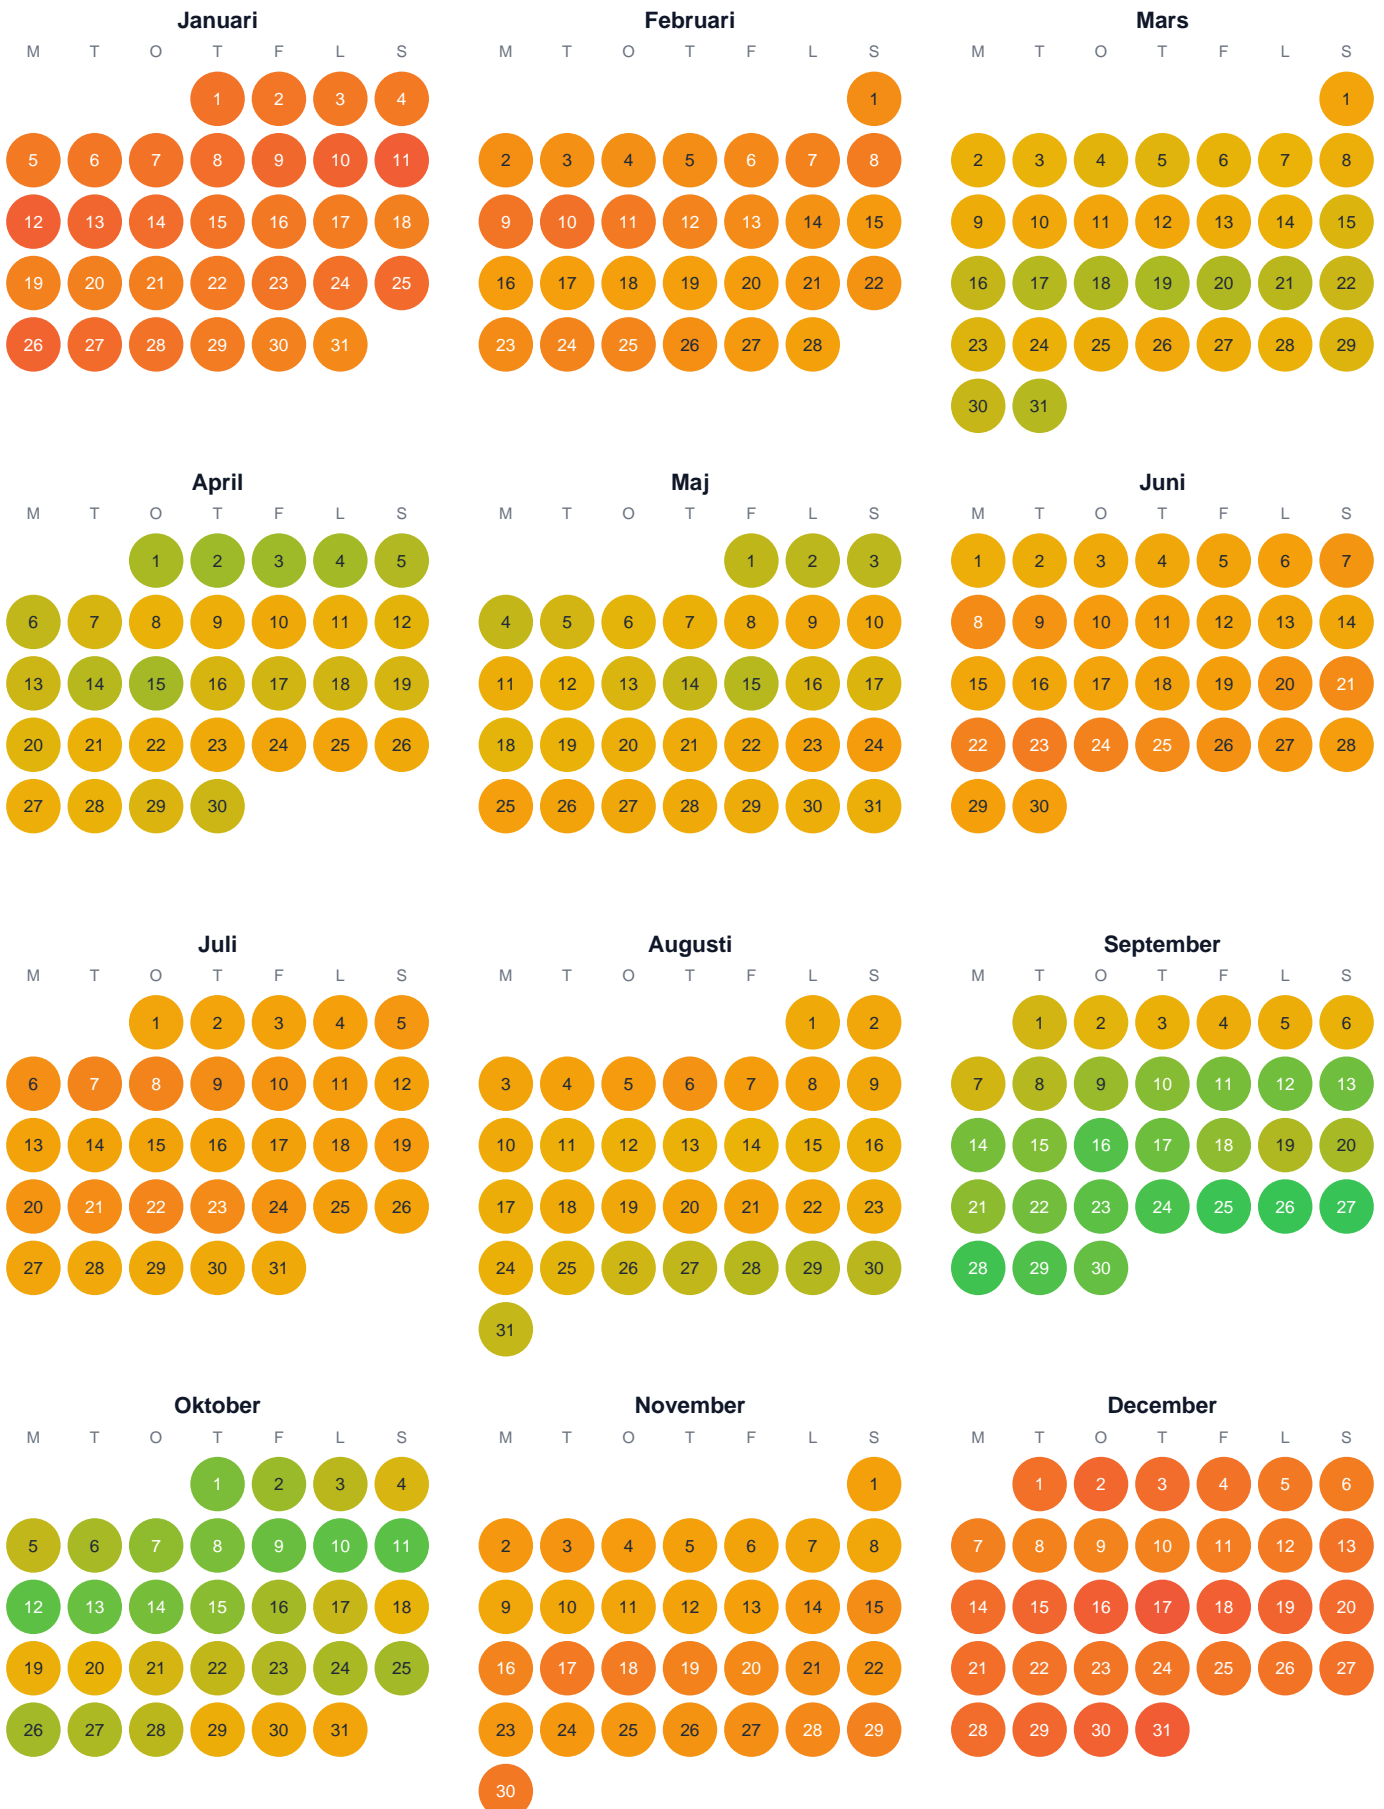 Januari Februari Mars
M T O T F L S M T O T F L S M T O T F L S
1 2 3 4 1 1
5 6 7 8 9 10 11 2 3 4 5 6 7 8 2 3 4 5 6 7 8
12 13 14 15 16 17 18 9 10 11 12 13 14 15 9 10 11 12 13 14 15
19 20 21 22 23 24 25 16 17 18 19 20 21 22 16 17 18 19 20 21 22
26 27 28 29 30 31 23 24 25 26 27 28 23 24 25 26 27 28 29
30 31
April Maj Juni
M T O T F L S M T O T F L S M T O T F L S
1 2 3 4 5 1 2 3 1 2 3 4 5 6 7
6 7 8 9 10 11 12 4 5 6 7 8 9 10 8 9 10 11 12 13 14
13 14 15 16 17 18 19 11 12 13 14 15 16 17 15 16 17 18 19 20 21
20 21 22 23 24 25 26 18 19 20 21 22 23 24 22 23 24 25 26 27 28
27 28 29 30 25 26 27 28 29 30 31 29 30
Juli Augusti September
M T O T F L S M T O T F L S M T O T F L S
1 2 3 4 5 1 2 1 2 3 4 5 6
6 7 8 9 10 11 12 3 4 5 6 7 8 9 7 8 9 10 11 12 13
13 14 15 16 17 18 19 10 11 12 13 14 15 16 14 15 16 17 18 19 20
20 21 22 23 24 25 26 17 18 19 20 21 22 23 21 22 23 24 25 26 27
27 28 29 30 31 24 25 26 27 28 29 30 28 29 30
31
Oktober November December
M T O T F L S M T O T F L S M T O T F L S
1 2 3 4 1 1 2 3 4 5 6
5 6 7 8 9 10 11 2 3 4 5 6 7 8 7 8 9 10 11 12 13
12 13 14 15 16 17 18 9 10 11 12 13 14 15 14 15 16 17 18 19 20
19 20 21 22 23 24 25 16 17 18 19 20 21 22 21 22 23 24 25 26 27
26 27 28 29 30 31 23 24 25 26 27 28 29 28 29 30 31
30